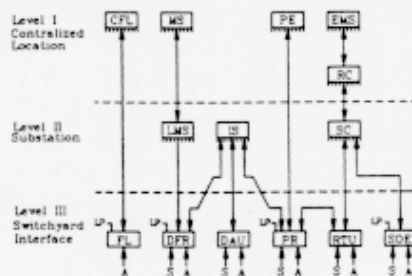 Level I
Centralized
Location
CFL
MS
PE
EMS
RC
Level II
Substation
LMS
IS
SC
Level III
Switchyard
Interface
LP
LP
LP
LP
FL
DFR
DAU
PR
RTU
SOE
A
S
A
S
A
S
A
S
A
S
A